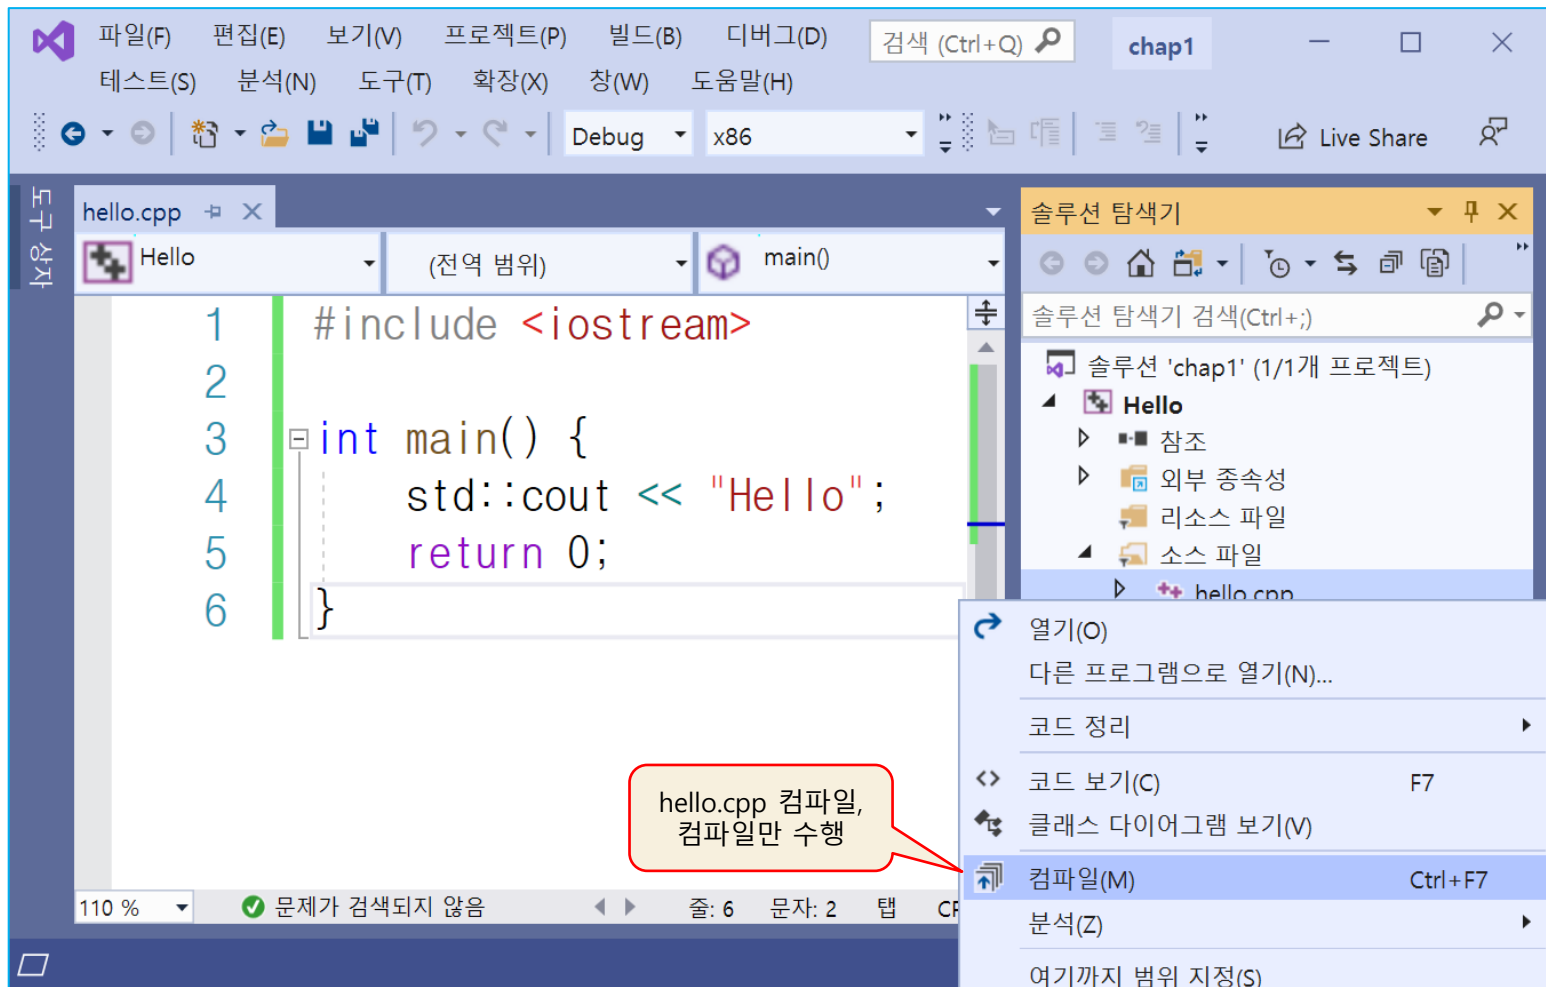 파일(F) 편집(E) 보기(V) 프로젝트(P) 빌드(B) 디버그(D) 검색 (Ctrl+Q) chap1
테스트(S) 분석(N) 도구(T) 확장(X) 창(W) 도움말(H)
Debug x86 Live Share
도구 상자
hello.cpp
Hello (전역 범위) main()
1 #include <iostream>
2
3 int main() {
4 std::cout << "Hello";
5 return 0;
6 }
110 % 문제가 검색되지 않음 줄: 6 문자: 2 탭
솔루션 탐색기
솔루션 탐색기 검색(Ctrl+;)
솔루션 'chap1' (1/1개 프로젝트)
Hello
참조
외부 종속성
리소스 파일
소스 파일
hello.cpp
열기(O)
다른 프로그램으로 열기(N)...
코드 정리
코드 보기(C) F7
클래스 다이어그램 보기(V)
컴파일(M) Ctrl+F7
분석(Z)
여기까지 범위 지정(S)
hello.cpp 컴파일,
컴파일만 수행